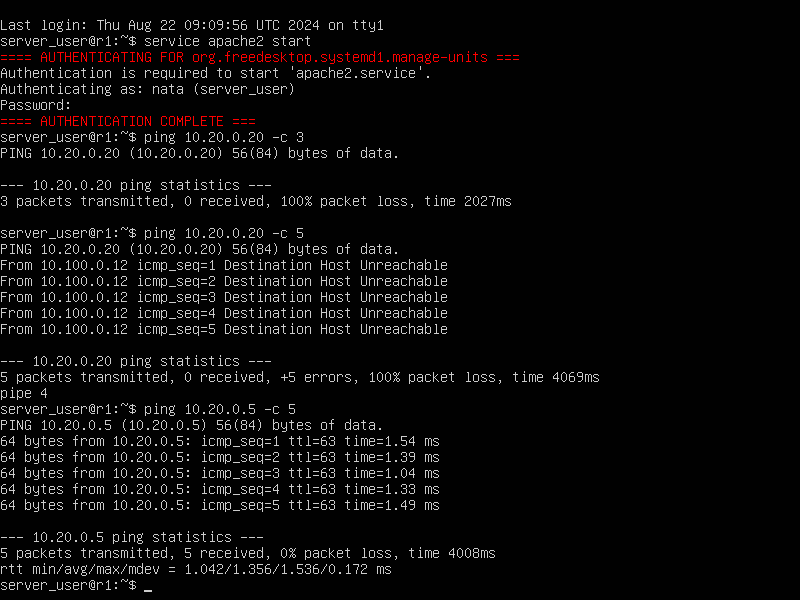 Last login: Thu Aug 22 09:09:56 UTC 2024 on tty1
server_user@r1:~$ service apache2 start
==== AUTHENTICATING FOR org.freedesktop.systemd1.manage-units ===
Authentication is required to start 'apache2.service'.
Authenticating as: nata (server_user)
Password:
==== AUTHENTICATION COMPLETE ===
server_user@r1:~$ ping 10.20.0.20 -c 3
PING 10.20.0.20 (10.20.0.20) 56(84) bytes of data.

--- 10.20.0.20 ping statistics ---
3 packets transmitted, 0 received, 100% packet loss, time 2027ms

server_user@r1:~$ ping 10.20.0.20 -c 5
PING 10.20.0.20 (10.20.0.20) 56(84) bytes of data.
From 10.100.0.12 icmp_seq=1 Destination Host Unreachable
From 10.100.0.12 icmp_seq=2 Destination Host Unreachable
From 10.100.0.12 icmp_seq=3 Destination Host Unreachable
From 10.100.0.12 icmp_seq=4 Destination Host Unreachable
From 10.100.0.12 icmp_seq=5 Destination Host Unreachable

--- 10.20.0.20 ping statistics ---
5 packets transmitted, 0 received, +5 errors, 100% packet loss, time 4069ms
pipe 4
server_user@r1:~$ ping 10.20.0.5 -c 5
PING 10.20.0.5 (10.20.0.5) 56(84) bytes of data.
64 bytes from 10.20.0.5: icmp_seq=1 ttl=63 time=1.54 ms
64 bytes from 10.20.0.5: icmp_seq=2 ttl=63 time=1.39 ms
64 bytes from 10.20.0.5: icmp_seq=3 ttl=63 time=1.04 ms
64 bytes from 10.20.0.5: icmp_seq=4 ttl=63 time=1.33 ms
64 bytes from 10.20.0.5: icmp_seq=5 ttl=63 time=1.49 ms

--- 10.20.0.5 ping statistics ---
5 packets transmitted, 5 received, 0% packet loss, time 4008ms
rtt min/avg/max/mdev = 1.042/1.356/1.536/0.172 ms
server_user@r1:~$ _